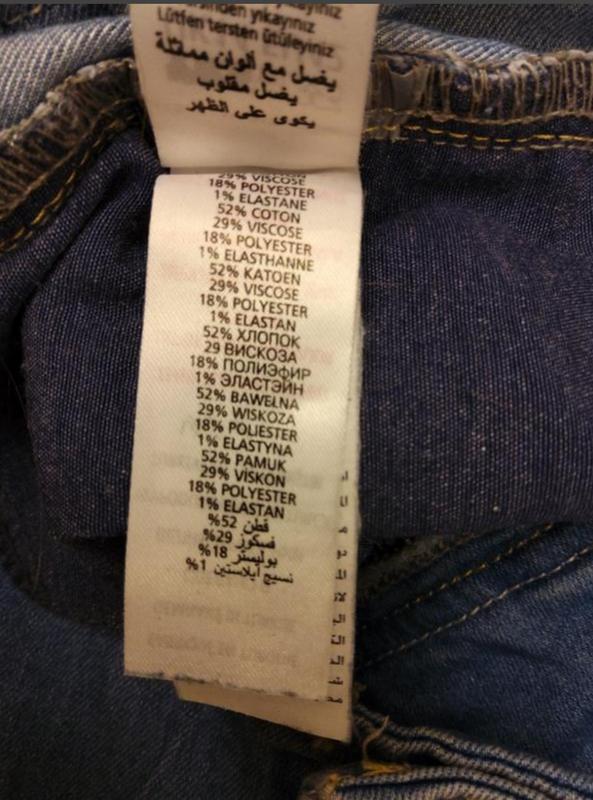 yıkayınız
Lütfen tersten ütüleyiniz
يغسل مع ألوان مماثلة
يغسل مقلوب
يكوى على الظهر
29% VISCOSE
18% POLYESTER
1% ELASTANE
52% COTON
29% VISCOSE
18% POLYESTER
1% ELASTHANNE
52% KATOEN
29% VISCOSE
18% POLYESTER
1% ELASTAN
52% ХЛОПОК
29 ВИСКОЗА
18% ПОЛИЭФИР
1% ЭЛАСТЭЙН
52% BAWEŁNA
29% WISKOZA
18% POLIESTER
1% ELASTYNA
52% PAMUK
29% VISKON
18% POLYESTER
1% ELASTAN
قطن 52%
فسكوز 29%
بوليستر 18%
نسيج أيلاستين 1%